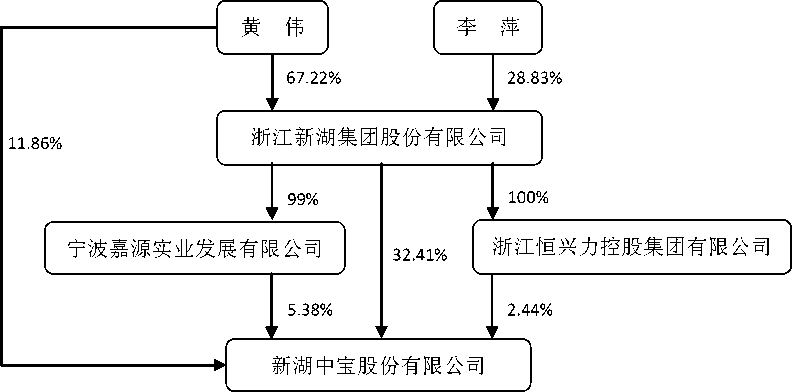 黄 伟
李 萍
67.22%
28.83%
浙江新湖集团股份有限公司
11.86%
99%
100%
宁波嘉源实业发展有限公司
32.41%
浙江恒兴力控股集团有限公司
5.38%
2.44%
新湖中宝股份有限公司